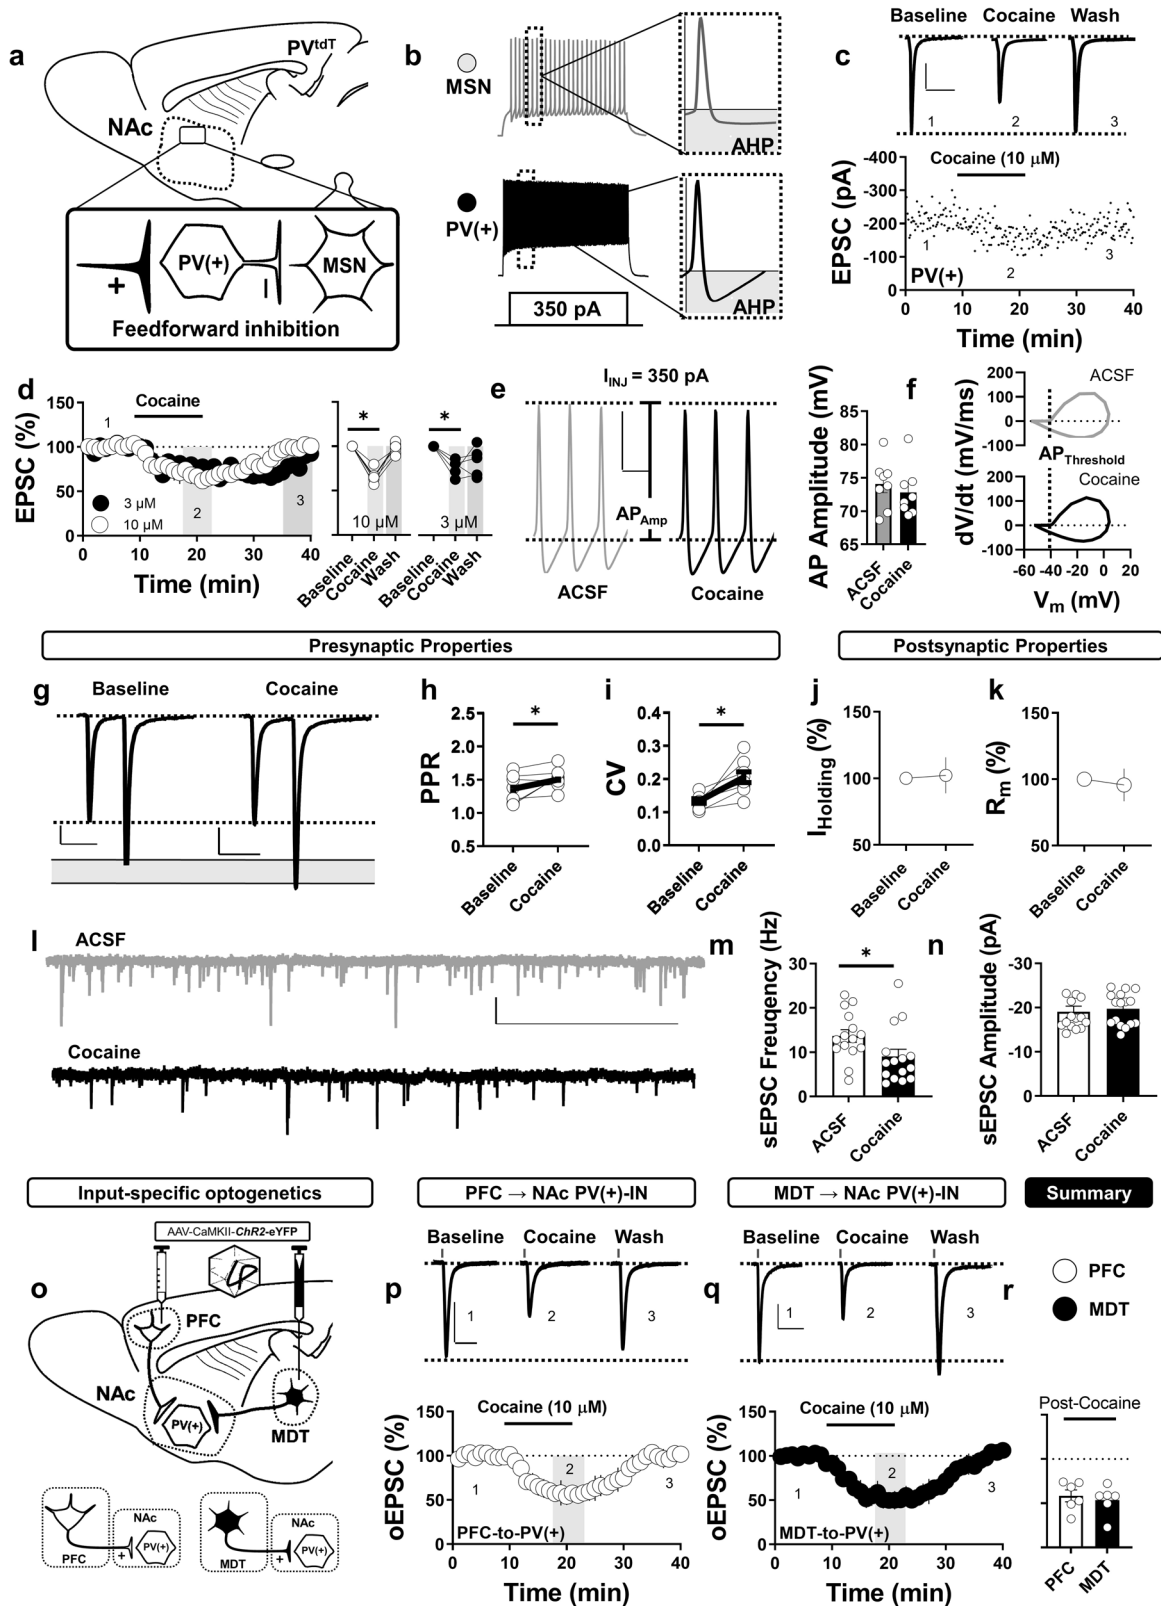 a
PVtdT
NAc
PV(+)
MSN
+
−
Feedforward inhibition
b
MSN
AHP
PV(+)
AHP
350 pA
c
Baseline Cocaine Wash
1 2 3
Cocaine (10 μM)
EPSC (pA)
-400
-300
-200
-100
0
1
2
3
PV(+)
0 10 20 30 40
Time (min)
d
Cocaine
EPSC (%)
150
100
50
0
1
2
3
3 μM
10 μM
0 10 20 30 40
Time (min)
* *
10 μM 3 μM
Baseline
Cocaine
Wash
Baseline
Cocaine
Wash
e
IINJ = 350 pA
APAmp
ACSF
Cocaine
AP Amplitude (mV)
85
80
75
70
65
ACSF
Cocaine
f
dV/dt (mV/ms)
200
100
0
-100
ACSF
APThreshold
Cocaine
200
100
0
-100
-60 -40 -20 0 20
Vm (mV)
Presynaptic Properties
Postsynaptic Properties
g
Baseline Cocaine
h
PPR
2.5
2.0
1.5
1.0
0.5
*
Baseline
Cocaine
i
CV
0.4
0.3
0.2
0.1
0.0
*
Baseline
Cocaine
j
IHolding (%)
150
100
50
Baseline
Cocaine
k
Rm (%)
150
100
50
Baseline
Cocaine
l
ACSF
Cocaine
m
sEPSC Freuqency (Hz)
30
20
10
0
*
ACSF
Cocaine
n
sEPSC Amplitude (pA)
-30
-20
-10
0
ACSF
Cocaine
Input-specific optogenetics
PFC → NAc PV(+)-IN
MDT → NAc PV(+)-IN
Summary
o
AAV-CaMKII-ChR2-eYFP
PFC
NAc
PV(+)
MDT
PFC
NAc
+
PV(+)
MDT
NAc
+
PV(+)
p
Baseline Cocaine Wash
1 2 3
Cocaine (10 μM)
oEPSC (%)
150
100
50
0
1
2
3
PFC-to-PV(+)
0 10 20 30 40
Time (min)
q
Baseline Cocaine Wash
1 2 3
Cocaine (10 μM)
oEPSC (%)
150
100
50
0
1
2
3
MDT-to-PV(+)
0 10 20 30 40
Time (min)
r
PFC
MDT
Post-Cocaine
PFC
MDT